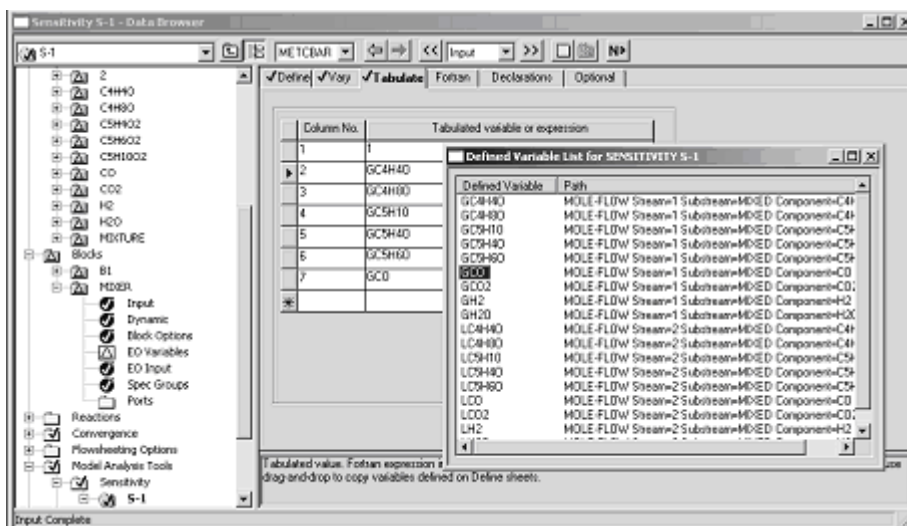 Sensitivity S-1 - Data Browser
S-1
METCBAR
<<
Input
>>
N>
2
C4H4O
C4H8O
C5H4O2
C5H6O2
C5H10O2
CO
CO2
H2
H2O
MIXTURE
Blocks
B1
MIXER
Input
Dynamic
Block Options
EO Variables
EO Input
Spec Groups
Ports
Reactions
Convergence
Flowsheeting Options
Model Analysis Tools
Sensitivity
S-1
Define Vary Tabulate Fortran Declarations Optional
Column No. Tabulated variable or expression
1
2 GC4H4O
3 GC4H8O
4 GC5H10
5 GC5H4O
6 GC5H6O
7 GCO
Defined Variable List for SENSITIVITY S-1
Defined Variable Path
GC4H4O MOLE-FLOW Stream=1 Substream=MIXED Component=C4H
GC4H8O MOLE-FLOW Stream=1 Substream=MIXED Component=C4H
GC5H10 MOLE-FLOW Stream=1 Substream=MIXED Component=C5H
GC5H4O MOLE-FLOW Stream=1 Substream=MIXED Component=C5H
GC5H6O MOLE-FLOW Stream=1 Substream=MIXED Component=C5H
GCO MOLE-FLOW Stream=1 Substream=MIXED Component=CO
GCO2 MOLE-FLOW Stream=1 Substream=MIXED Component=CO2
GH2 MOLE-FLOW Stream=1 Substream=MIXED Component=H2
GH2O MOLE-FLOW Stream=1 Substream=MIXED Component=H2O
LC4H4O MOLE-FLOW Stream=2 Substream=MIXED Component=C4H
LC4H8O MOLE-FLOW Stream=2 Substream=MIXED Component=C4H
LC5H10 MOLE-FLOW Stream=2 Substream=MIXED Component=C5H
LC5H4O MOLE-FLOW Stream=2 Substream=MIXED Component=C5H
LC5H6O MOLE-FLOW Stream=2 Substream=MIXED Component=C5H
LCO MOLE-FLOW Stream=2 Substream=MIXED Component=CO
LCO2 MOLE-FLOW Stream=2 Substream=MIXED Component=CO2
LH2 MOLE-FLOW Stream=2 Substream=MIXED Component=H2
Tabulated value. Fortran expression
use
drag-and-drop to copy variables defined on Define sheets.
Input Complete